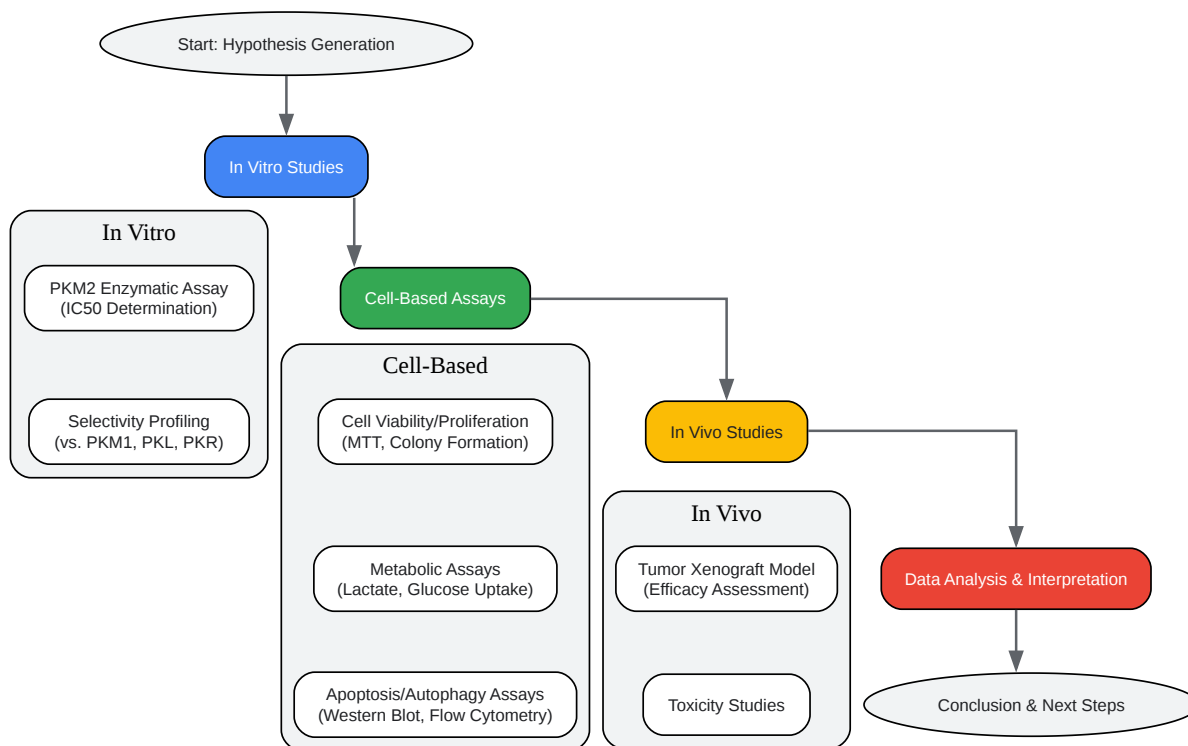 Start: Hypothesis Generation
In Vitro Studies
In Vitro
PKM2 Enzymatic Assay
(IC50 Determination)
Selectivity Profiling
(vs. PKM1, PKL, PKR)
Cell-Based Assays
Cell-Based
Cell Viability/Proliferation
(MTT, Colony Formation)
Metabolic Assays
(Lactate, Glucose Uptake)
Apoptosis/Autophagy Assays
(Western Blot, Flow Cytometry)
In Vivo Studies
In Vivo
Tumor Xenograft Model
(Efficacy Assessment)
Toxicity Studies
Data Analysis & Interpretation
Conclusion & Next Steps